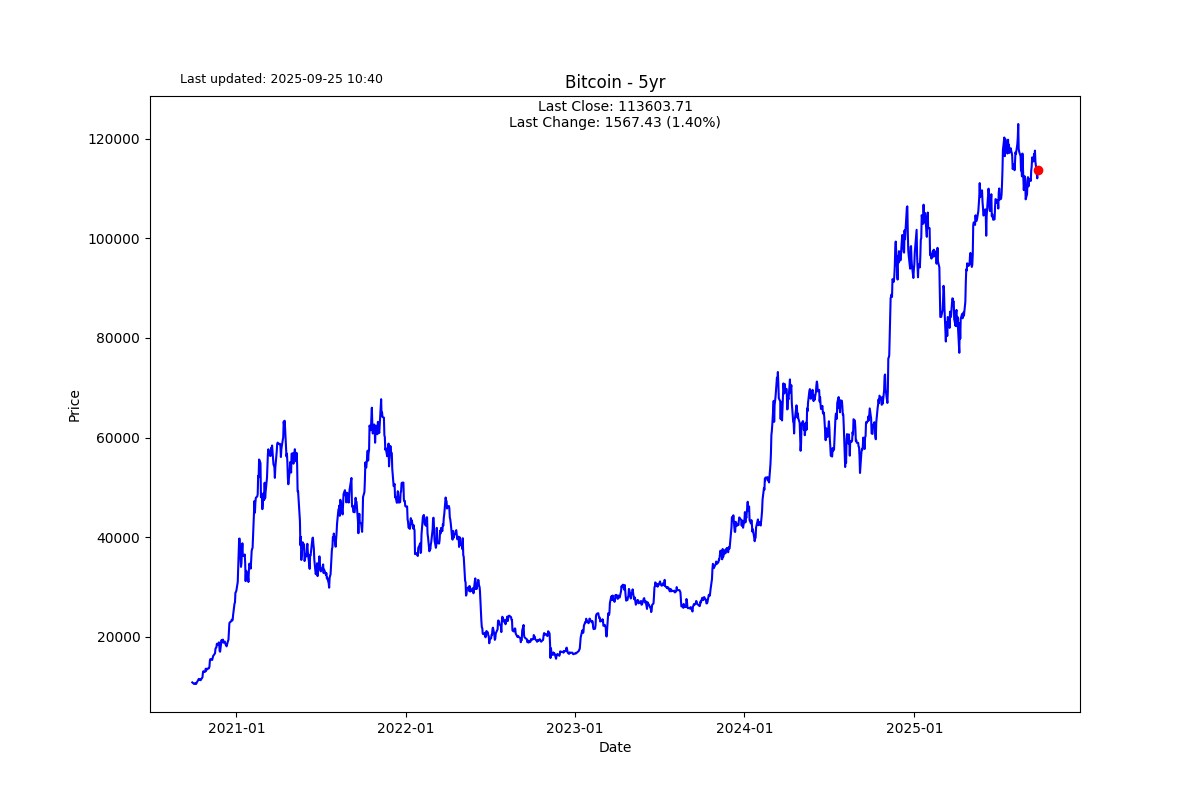 Last updated: 2025-09-25 10:40
Bitcoin - 5yr
Last Close: 113603.71
Last Change: 1567.43 (1.40%)
120000
100000
80000
60000
40000
20000
Price
2021-01
2022-01
2023-01
2024-01
2025-01
Date